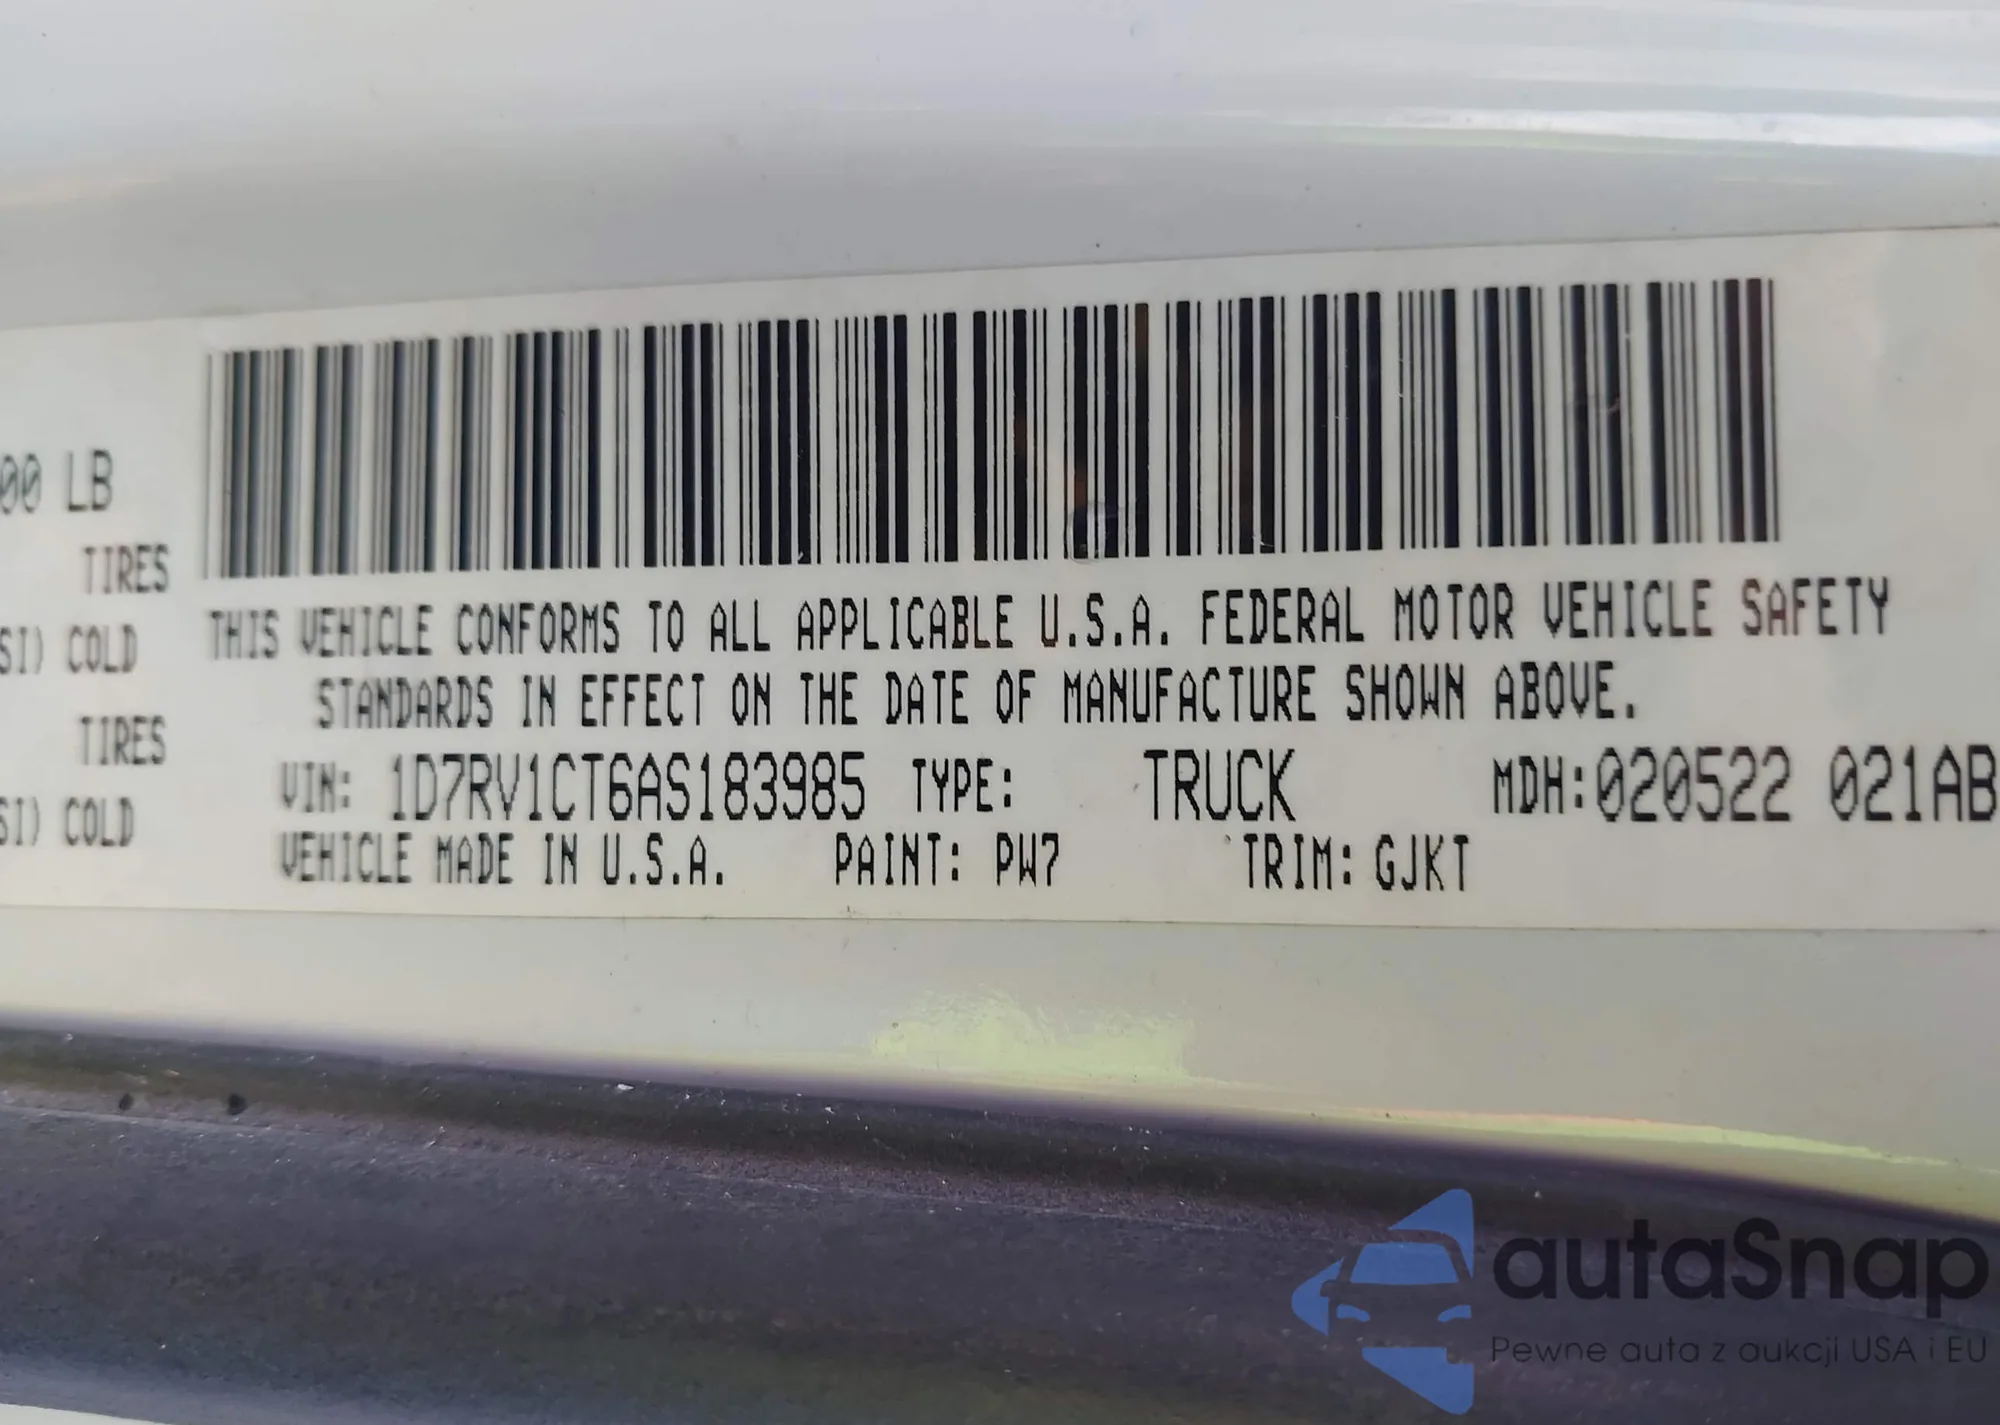 00 LB
TIRES
SI) COLD
TIRES
SI) COLD
THIS VEHICLE CONFORMS TO ALL APPLICABLE U.S.A. FEDERAL MOTOR VEHICLE SAFETY
STANDARDS IN EFFECT ON THE DATE OF MANUFACTURE SHOWN ABOVE.
VIN: 1D7RV1CT6AS183985 TYPE: TRUCK MDH:020522 021AB
VEHICLE MADE IN U.S.A. PAINT: PW7 TRIM: GJKT
autaSnap
Pewne auta z aukcji USA i EU